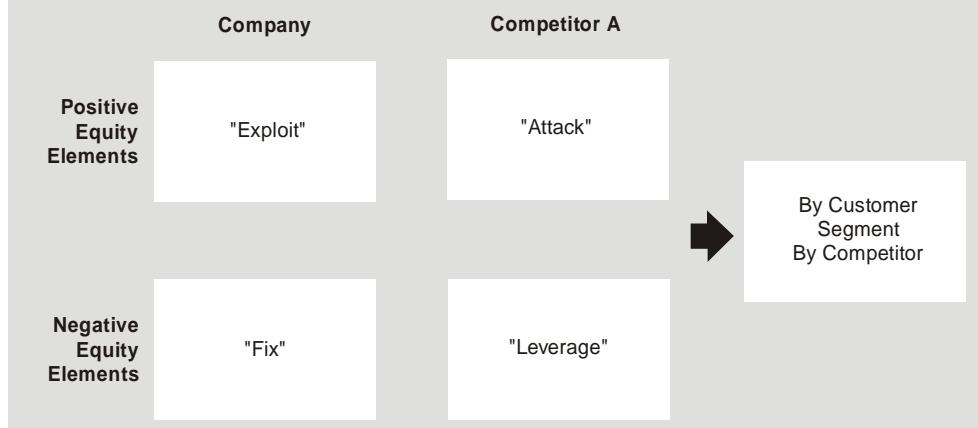 Company
Competitor A
Positive
Equity
Elements
"Exploit"
"Attack"
By Customer
Segment
By Competitor
Negative
Equity
Elements
"Fix"
"Leverage"